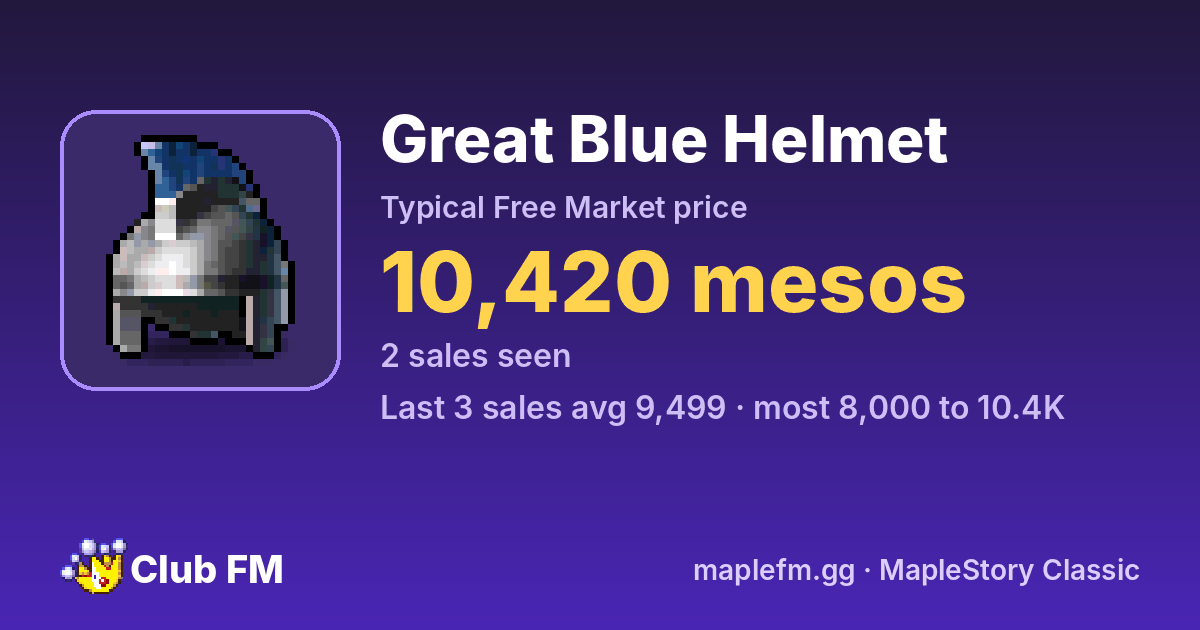 Great Blue Helmet
Typical Free Market price
10,420 mesos
2 sales seen
Last 3 sales avg 9,499 · most 8,000 to 10.4K
Club FM
maplefm.gg · MapleStory Classic